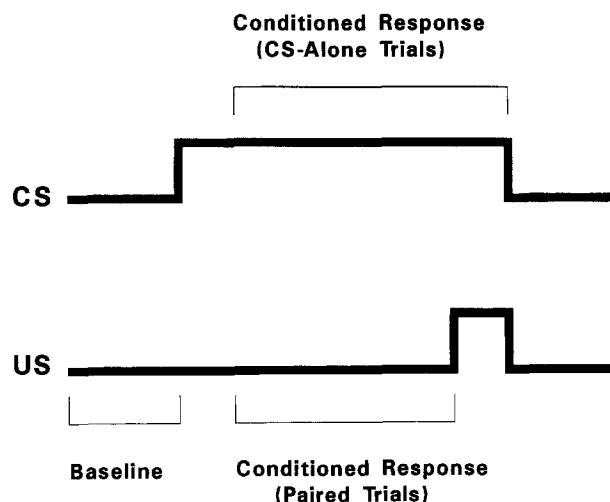 Conditioned Response
(CS-Alone Trials)
CS
US
Baseline
Conditioned Response
(Paired Trials)